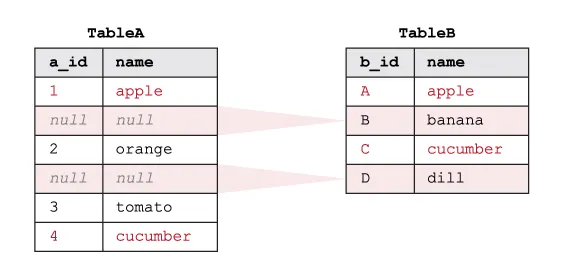 TableA TableB
a_id name b_id name
1 apple A apple
null null B banana
2 orange C cucumber
null null D dill
3 tomato
4 cucumber